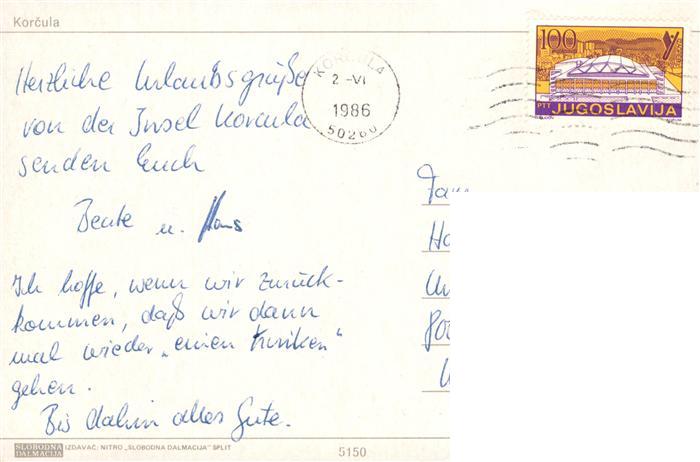 Korčula
Herzliche Urlaubsgrüße
von der Insel Korcula
senden Euch
Beate u. Hans
Ich hoffe, wenn wir zurück-
kommen, daß wir dann
mal wieder „einen trinken"
gehen.
Bis dahin alles Gute.
KORČULA
2 -VI
1986
50260
100
PTT JUGOSLAVIJA
Fam
Ha
SLOBODNA
DALMACIJA
IZDAVAČ: NITRO „SLOBODNA DALMACIJA" SPLIT
5150